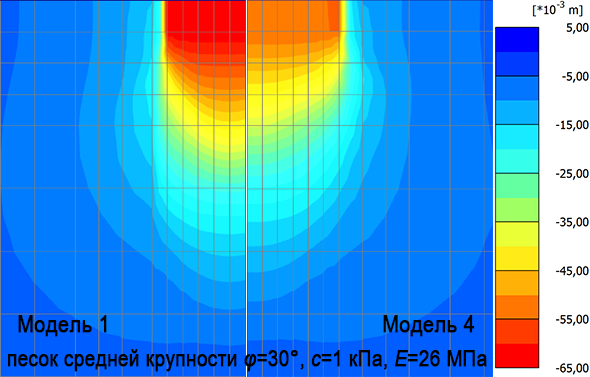 [*10⁻³ m]
5,00
-5,00
-15,00
-25,00
-35,00
-45,00
-55,00
-65,00
Модель 1
Модель 4
песок средней крупности φ=30°, c=1 кПа, E=26 МПа